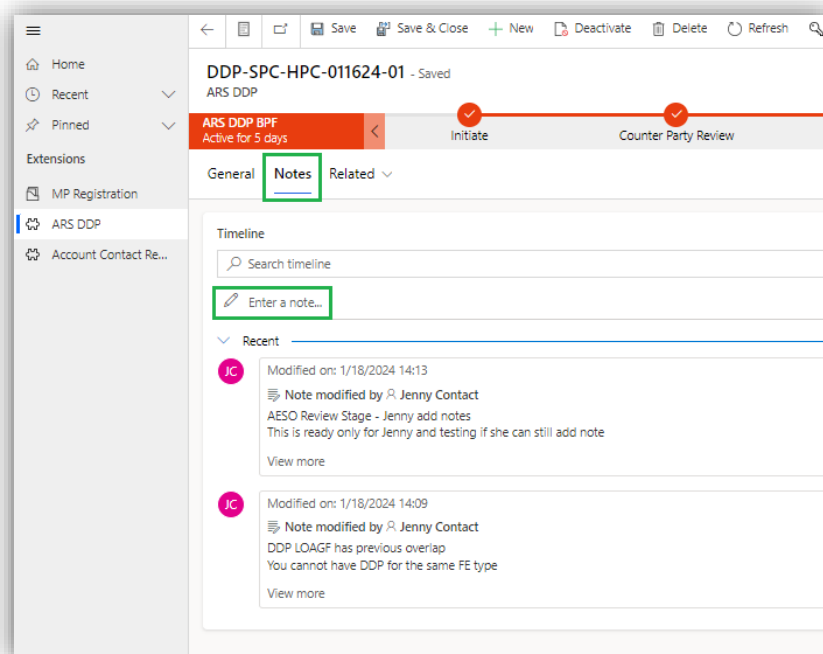 Save Save & Close New Deactivate Delete Refresh
Home
Recent
Pinned
Extensions
MP Registration
ARS DDP
Account Contact Re...
DDP-SPC-HPC-011624-01 - Saved
ARS DDP
ARS DDP BPF
Active for 5 days
Initiate
Counter Party Review
General Notes Related
Timeline
Search timeline
Enter a note...
Recent
JC
Modified on: 1/18/2024 14:13
Note modified by Jenny Contact
AESO Review Stage - Jenny add notes
This is ready only for Jenny and testing if she can still add note
View more
JC
Modified on: 1/18/2024 14:09
Note modified by Jenny Contact
DDP LOAGF has previous overlap
You cannot have DDP for the same FE type
View more